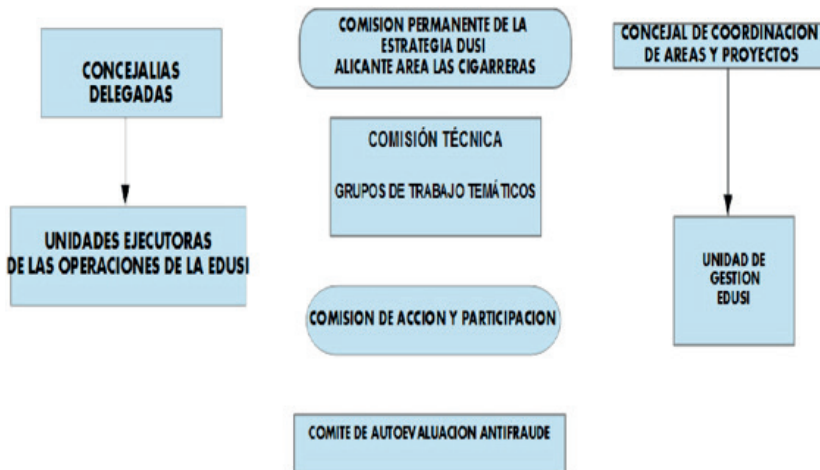 CONCEJALIAS
DELEGADAS
UNIDADES EJECUTORAS
DE LAS OPERACIONES DE LA EDUSI
COMISION PERMANENTE DE LA
ESTRATEGIA DUSI
ALICANTE AREA LAS CIGARRERAS
COMISIÓN TÉCNICA
GRUPOS DE TRABAJO TEMÁTICOS
COMISION DE ACCION Y PARTICIPACION
COMITE DE AUTOEVALUACION ANTIFRAUDE
CONCEJAL DE COORDINACION
DE AREAS Y PROYECTOS
UNIDAD DE
GESTION
EDUSI